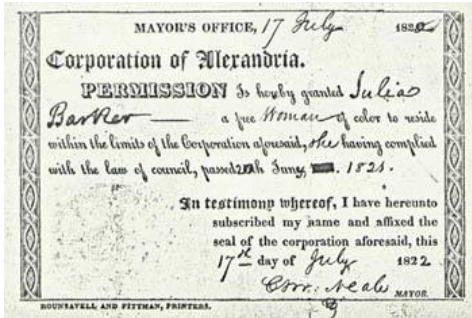 MAYOR'S OFFICE, 17 July 182
Corporation of Alexandria.
PERMISSION Is hereby granted Julia
Barker — a free Woman of color to reside
within the limits of the Corporation aforesaid, she having complied
with the law of council, passed th June 1821.
In testimony whereof, I have hereunto
subscribed my name and affixed the
seal of the corporation aforesaid, this
17th day of July 1822
Neale MAYOR.
ROUNSAVELL AND PITTMAN, PRINTERS.